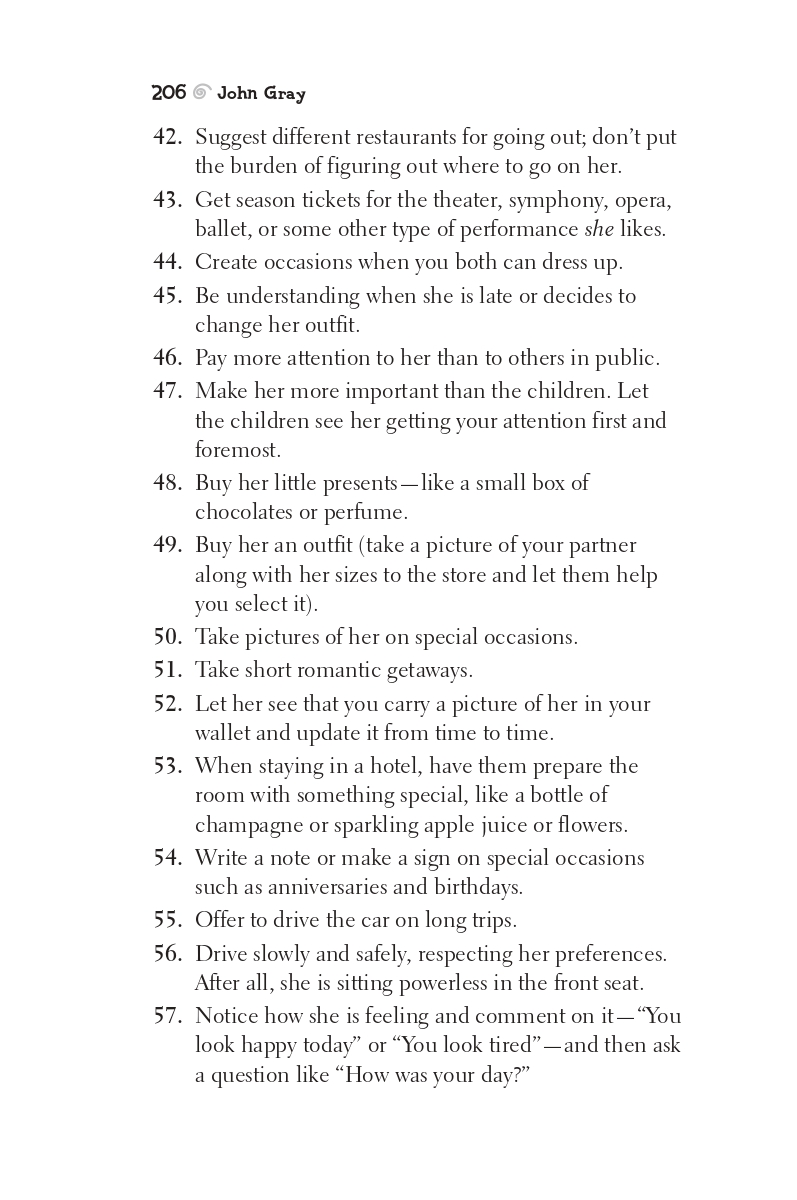 206 John Gray
42. Suggest different restaurants for going out; don’t put
the burden of figuring out where to go on her.
43. Get season tickets for the theater, symphony, opera,
ballet, or some other type of performance she likes.
44. Create occasions when you both can dress up.
45. Be understanding when she is late or decides to
change her outfit.
46. Pay more attention to her than to others in public.
47. Make her more important than the children. Let
the children see her getting your attention first and
foremost.
48. Buy her little presents—like a small box of
chocolates or perfume.
49. Buy her an outfit (take a picture of your partner
along with her sizes to the store and let them help
you select it).
50. Take pictures of her on special occasions.
51. Take short romantic getaways.
52. Let her see that you carry a picture of her in your
wallet and update it from time to time.
53. When staying in a hotel, have them prepare the
room with something special, like a bottle of
champagne or sparkling apple juice or flowers.
54. Write a note or make a sign on special occasions
such as anniversaries and birthdays.
55. Offer to drive the car on long trips.
56. Drive slowly and safely, respecting her preferences.
After all, she is sitting powerless in the front seat.
57. Notice how she is feeling and comment on it—“You
look happy today” or “You look tired”—and then ask
a question like “How was your day?”